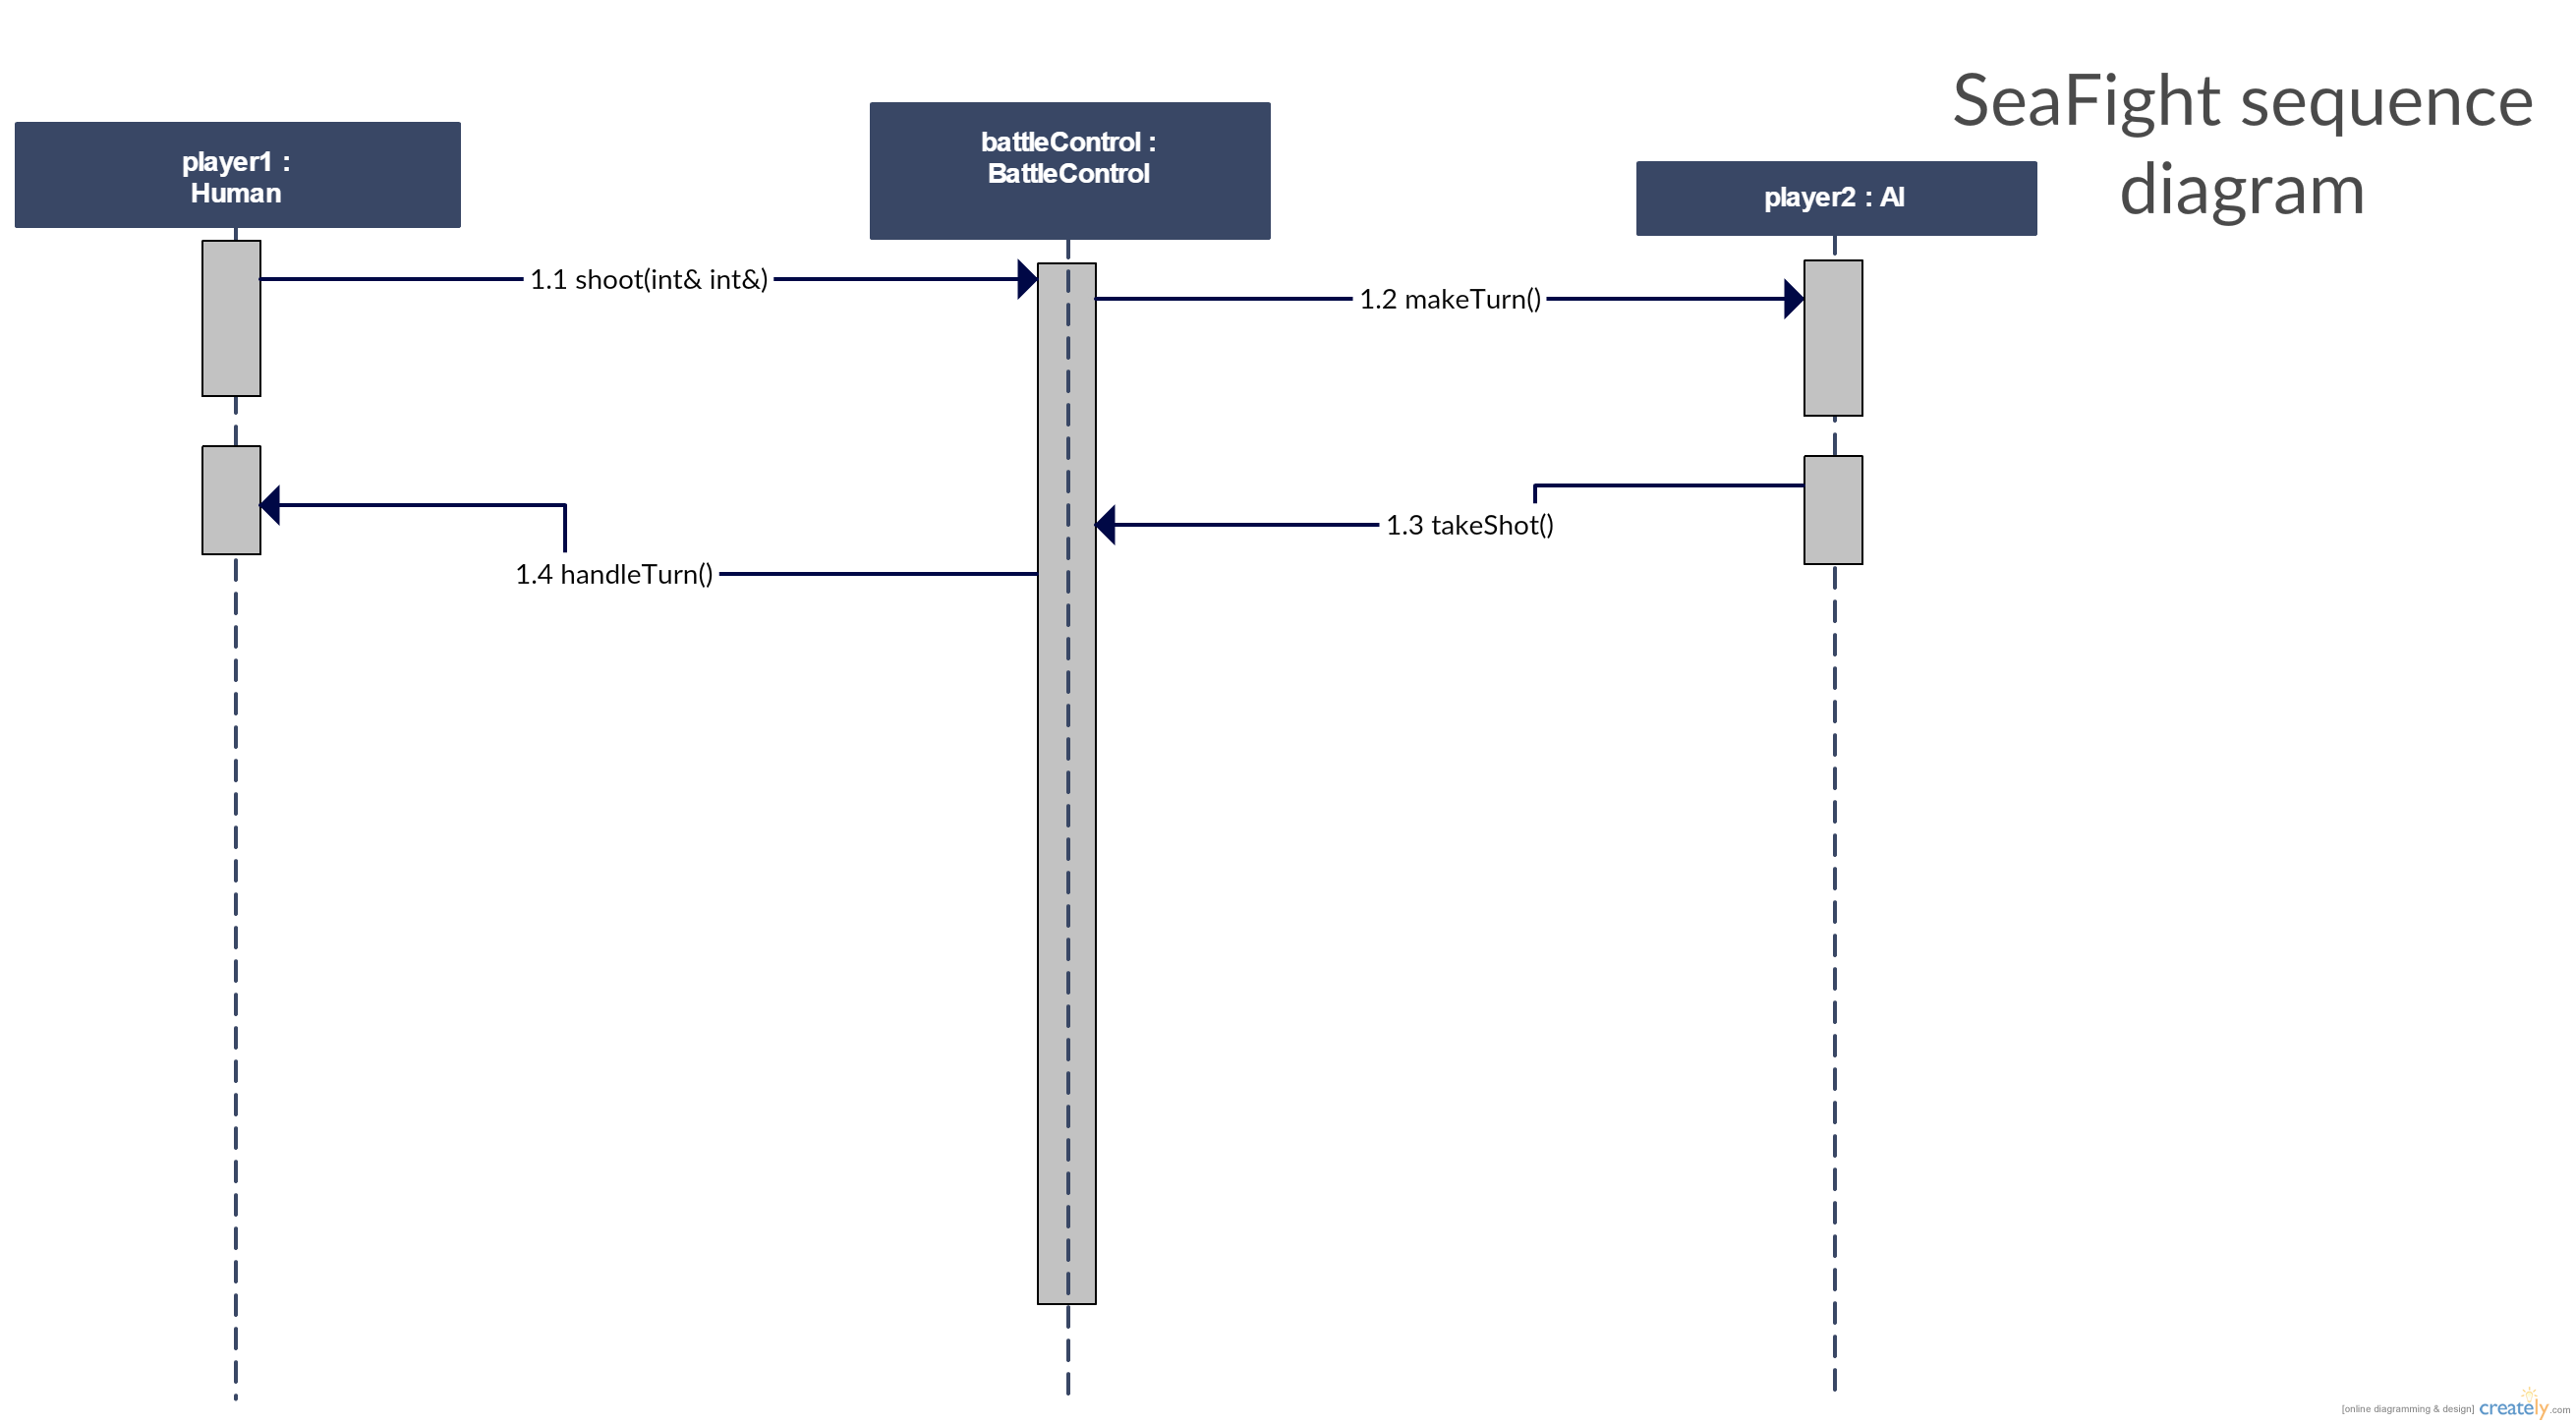 SeaFight sequence
diagram
player1 :
Human
battleControl :
BattleControl
player2 : AI
1.1 shoot(int& int&)
1.2 makeTurn()
1.3 takeShot()
1.4 handleTurn()
[online diagramming & design] creately.com